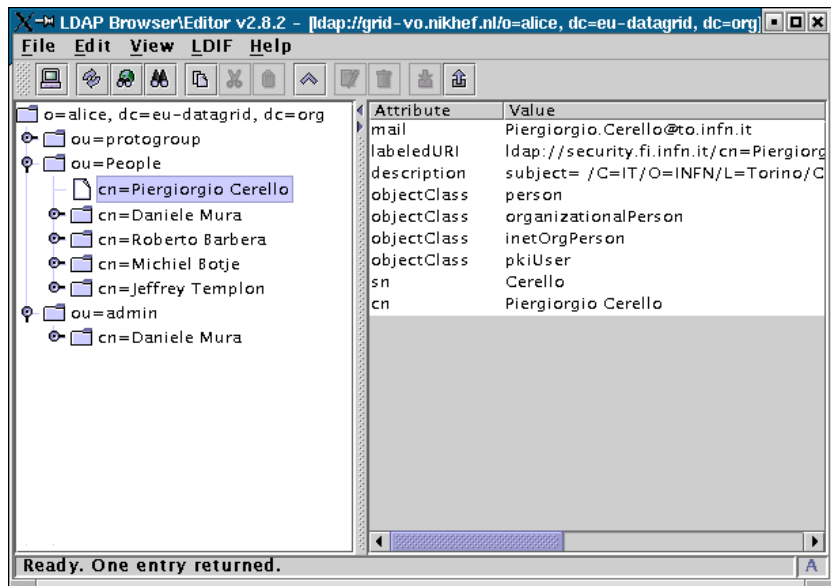 LDAP Browser\Editor v2.8.2 - [ldap://grid-vo.nikhef.nl/o=alice, dc=eu-datagrid, dc=org]
File Edit View LDIF Help
o=alice, dc=eu-datagrid, dc=org
ou=protogroup
ou=People
cn=Piergiorgio Cerello
cn=Daniele Mura
cn=Roberto Barbera
cn=Michiel Botje
cn=Jeffrey Templon
ou=admin
cn=Daniele Mura
Attribute Value
mail Piergiorgio.Cerello@to.infn.it
labeledURI ldap://security.fi.infn.it/cn=Piergiorg
description subject= /C=IT/O=INFN/L=Torino/C
objectClass person
objectClass organizationalPerson
objectClass inetOrgPerson
objectClass pkiUser
sn Cerello
cn Piergiorgio Cerello
Ready. One entry returned.
A